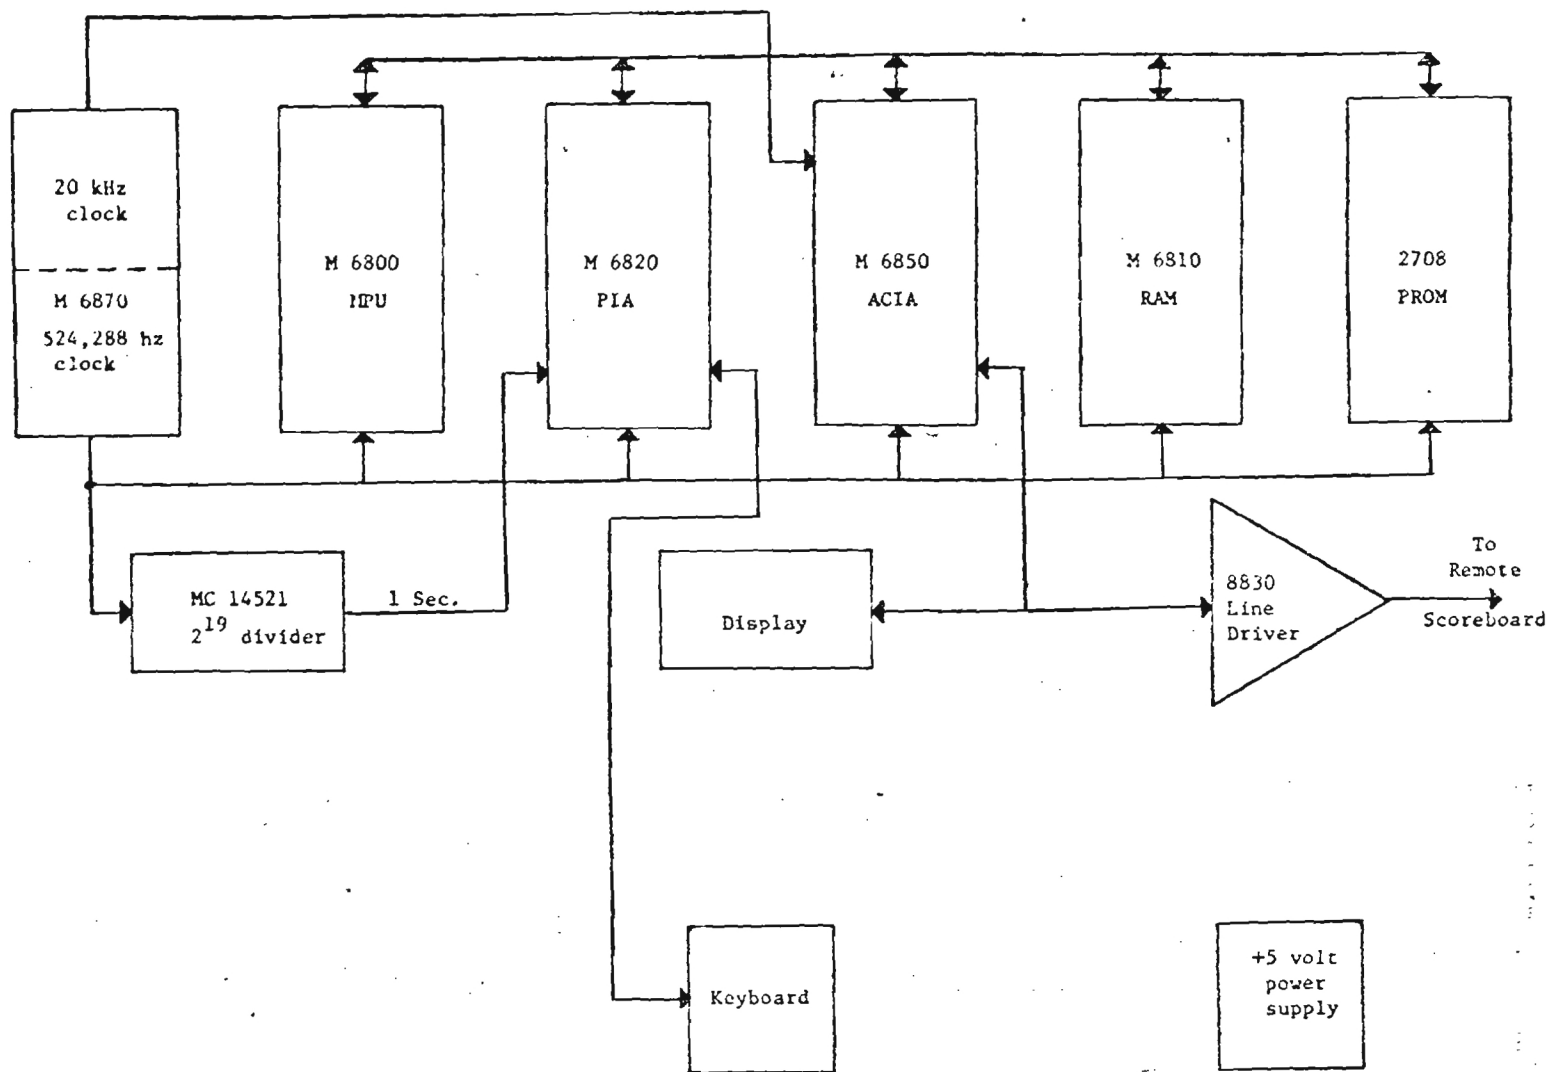 20 kHz
clock
M 6870
524,288 hz
clock
M 6800
MPU
M 6820
PIA
M 6850
ACIA
M 6810
RAM
2708
PROM
MC 14521
2^19 divider
1 Sec.
Display
8830
Line
Driver
To
Remote
Scoreboard
Keyboard
+5 volt
power
supply